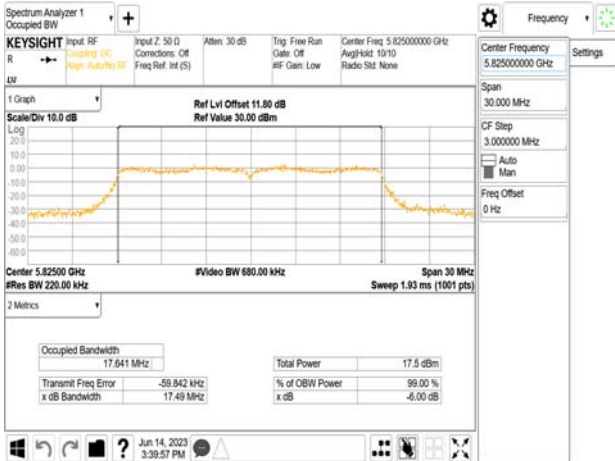 Spectrum Analyzer 1
Occupied BW
+
KEYSIGHT
R
Input: RF
Coupling: DC
Align: Auto/No RF
Input Z: 50 Ω
Corrections: Off
Freq Ref: Int (S)
Atten: 30 dB
Trig: Free Run
Gate: Off
#IF Gain: Low
Center Freq: 5.825000000 GHz
Avg|Hold: 10/10
Radio Std: None
1 Graph
Scale/Div 10.0 dB
Ref Lvl Offset 11.80 dB
Ref Value 30.00 dBm
Log
20.0
10.0
0.00
-10.0
-20.0
-30.0
-40.0
-50.0
-60.0
Center 5.82500 GHz
#Res BW 220.00 kHz
#Video BW 680.00 kHz
Span 30 MHz
Sweep 1.93 ms (1001 pts)
2 Metrics
Occupied Bandwidth
17.641 MHz
Transmit Freq Error -59.842 kHz
x dB Bandwidth 17.49 MHz
Total Power 17.5 dBm
% of OBW Power 99.00 %
x dB -6.00 dB
?
Jun 14, 2023
3:39:57 PM
Frequency
Settings
Center Frequency
5.825000000 GHz
Span
30.000 MHz
CF Step
3.000000 MHz
Auto
Man
Freq Offset
0 Hz